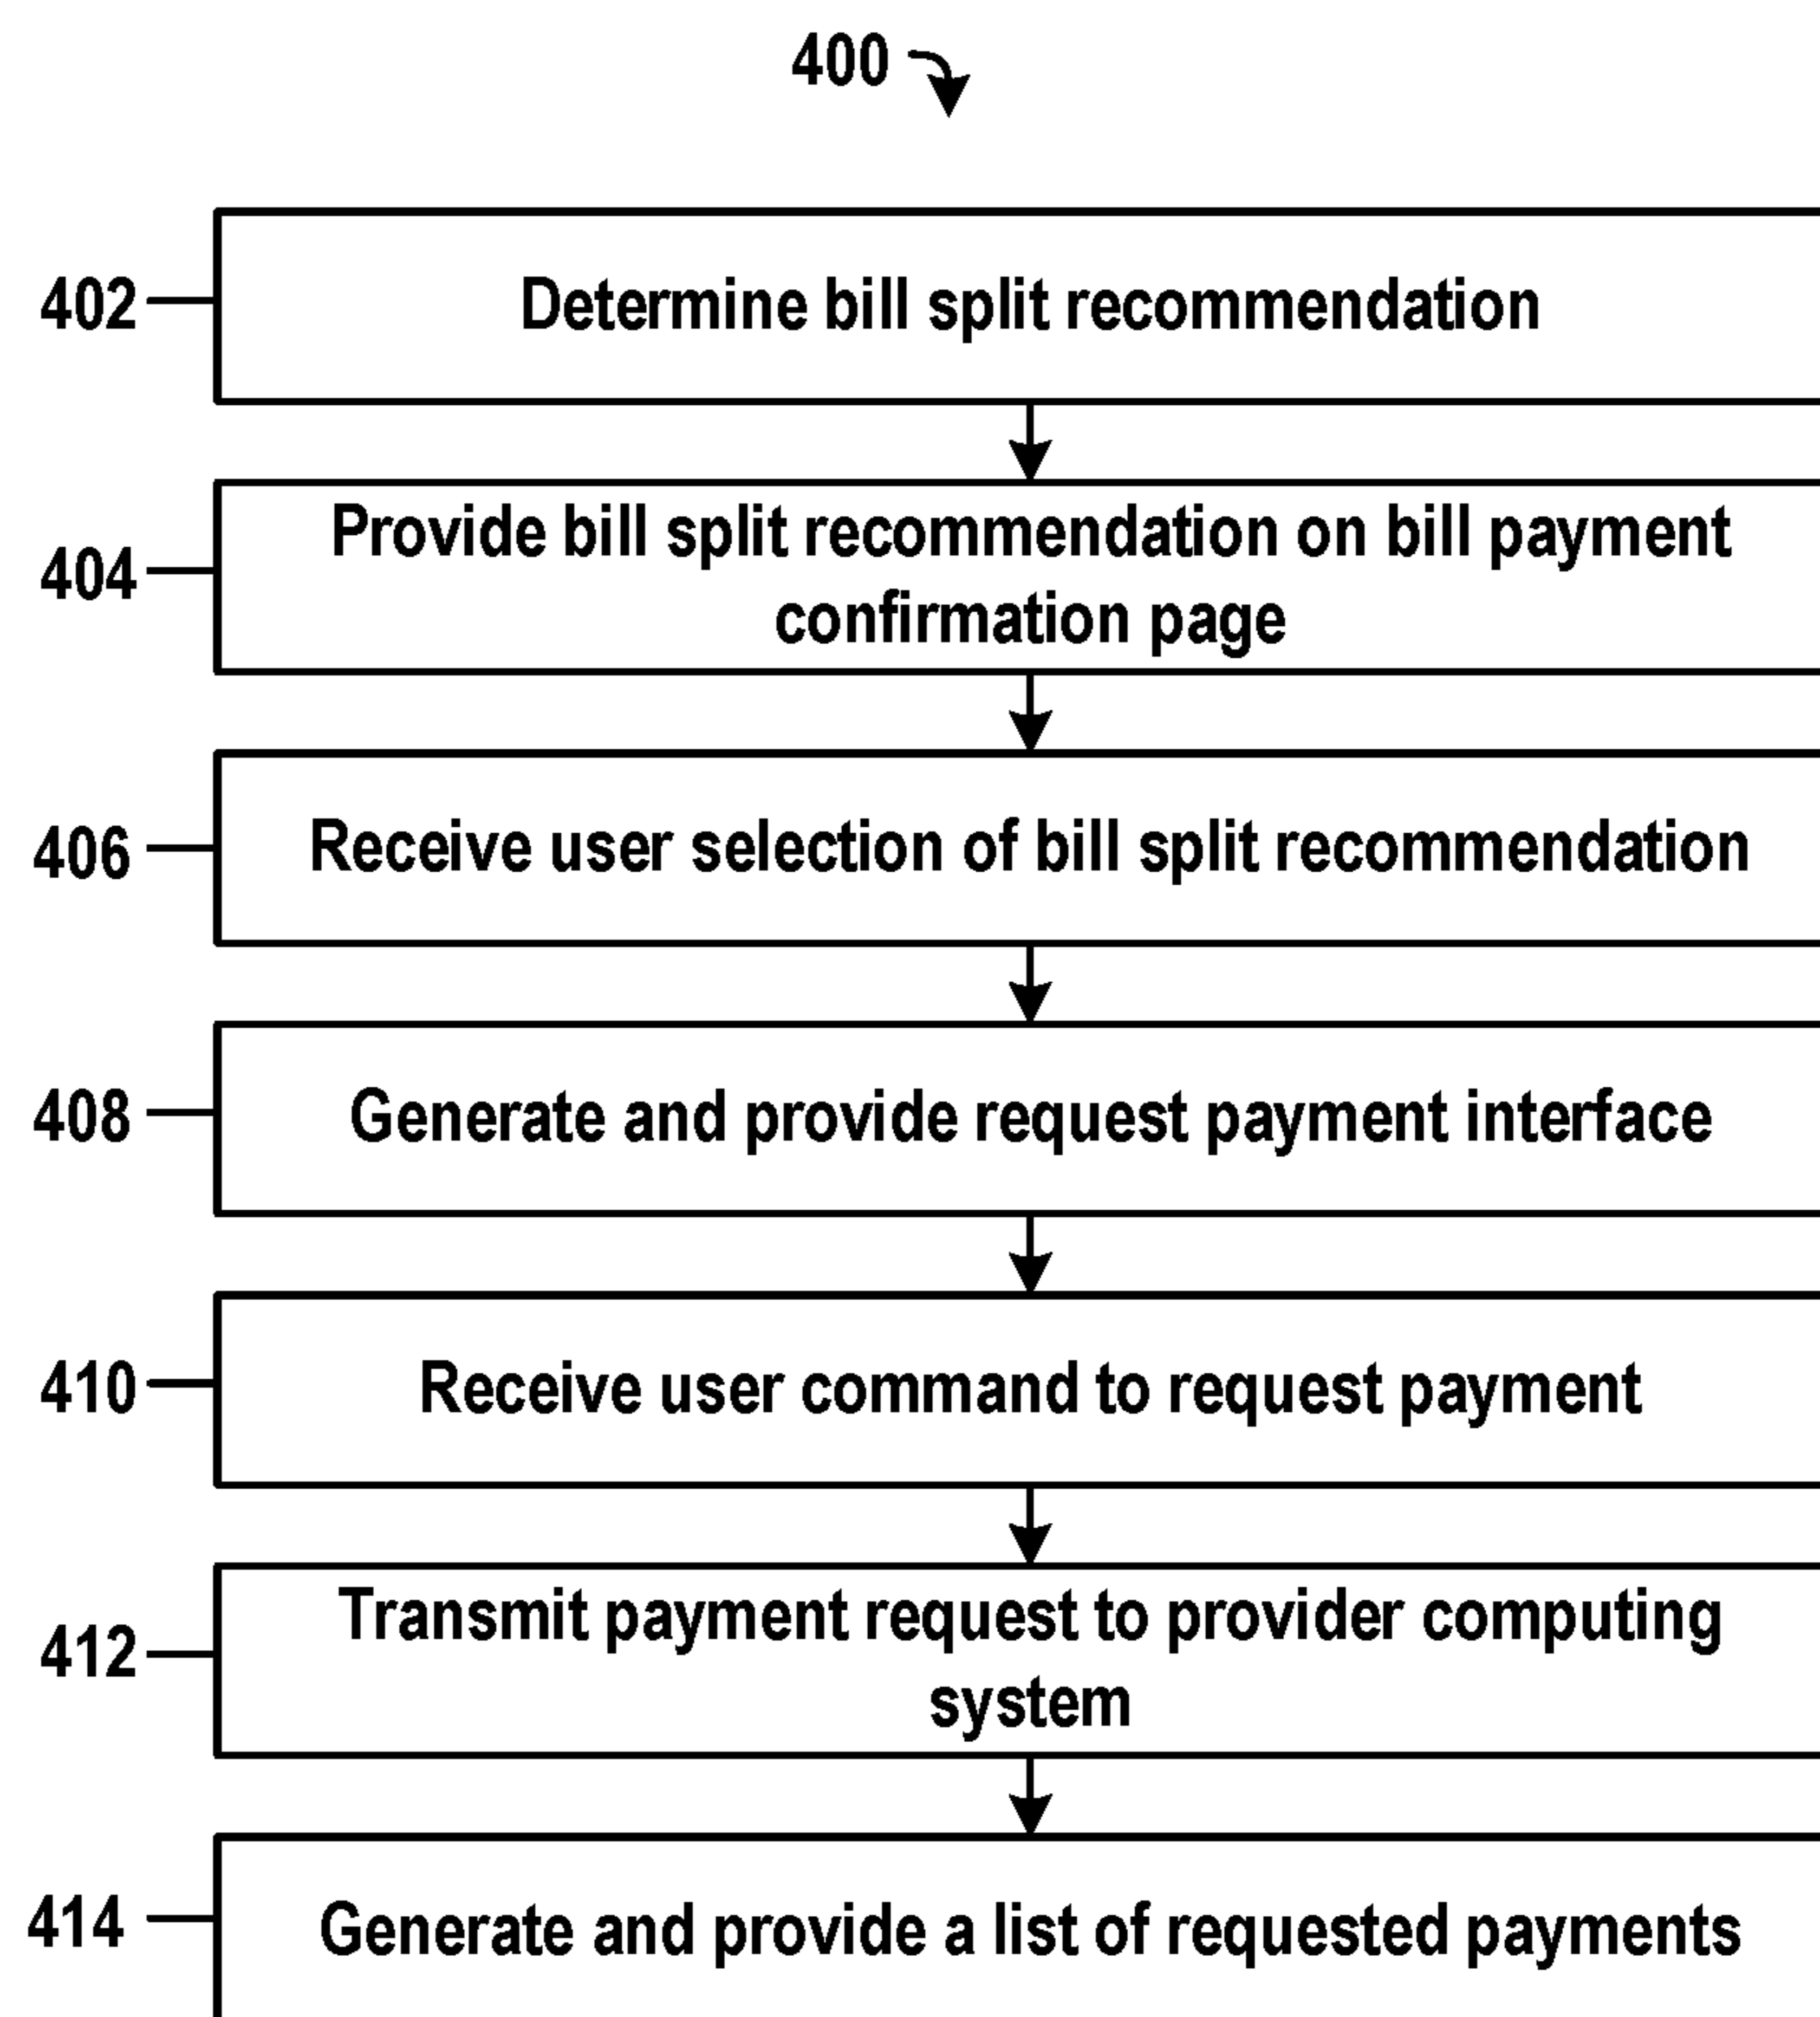 400
402
Determine bill split recommendation
404
Provide bill split recommendation on bill payment
confirmation page
406
Receive user selection of bill split recommendation
408
Generate and provide request payment interface
410
Receive user command to request payment
412
Transmit payment request to provider computing
system
414
Generate and provide a list of requested payments